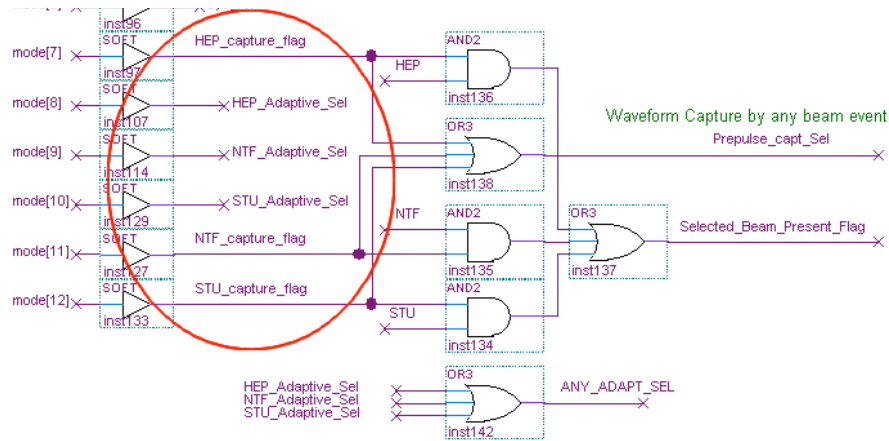 inst96
SOFT
HEP_capture_flag
mode[7]
inst97
HEP
AND2
inst136
SOFT
mode[8]
HEP_Adaptive_Sel
inst107
Waveform Capture by any beam event
OR3
Prepulse_capt_Sel
inst138
SOFT
mode[9]
NTF_Adaptive_Sel
inst114
SOFT
mode[10]
STU_Adaptive_Sel
inst129
NTF
AND2
inst135
OR3
Selected_Beam_Present_Flag
inst137
SOFT
NTF_capture_flag
mode[11]
inst127
SOFT
STU_capture_flag
mode[12]
inst133
STU
AND2
inst134
HEP_Adaptive_Sel
NTF_Adaptive_Sel
STU_Adaptive_Sel
OR3
ANY_ADAPT_SEL
inst142